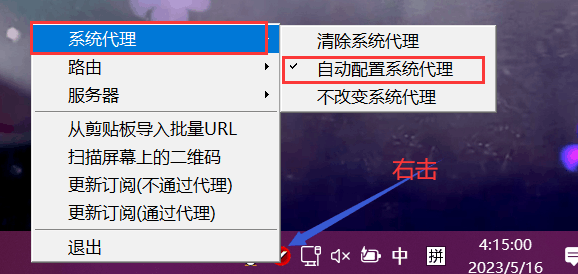 系统代理
路由
服务器
从剪贴板导入批量URL
扫描屏幕上的二维码
更新订阅(不通过代理)
更新订阅(通过代理)
退出
清除系统代理
自动配置系统代理
不改变系统代理
右击
中
拼
4:15:00
2023/5/16